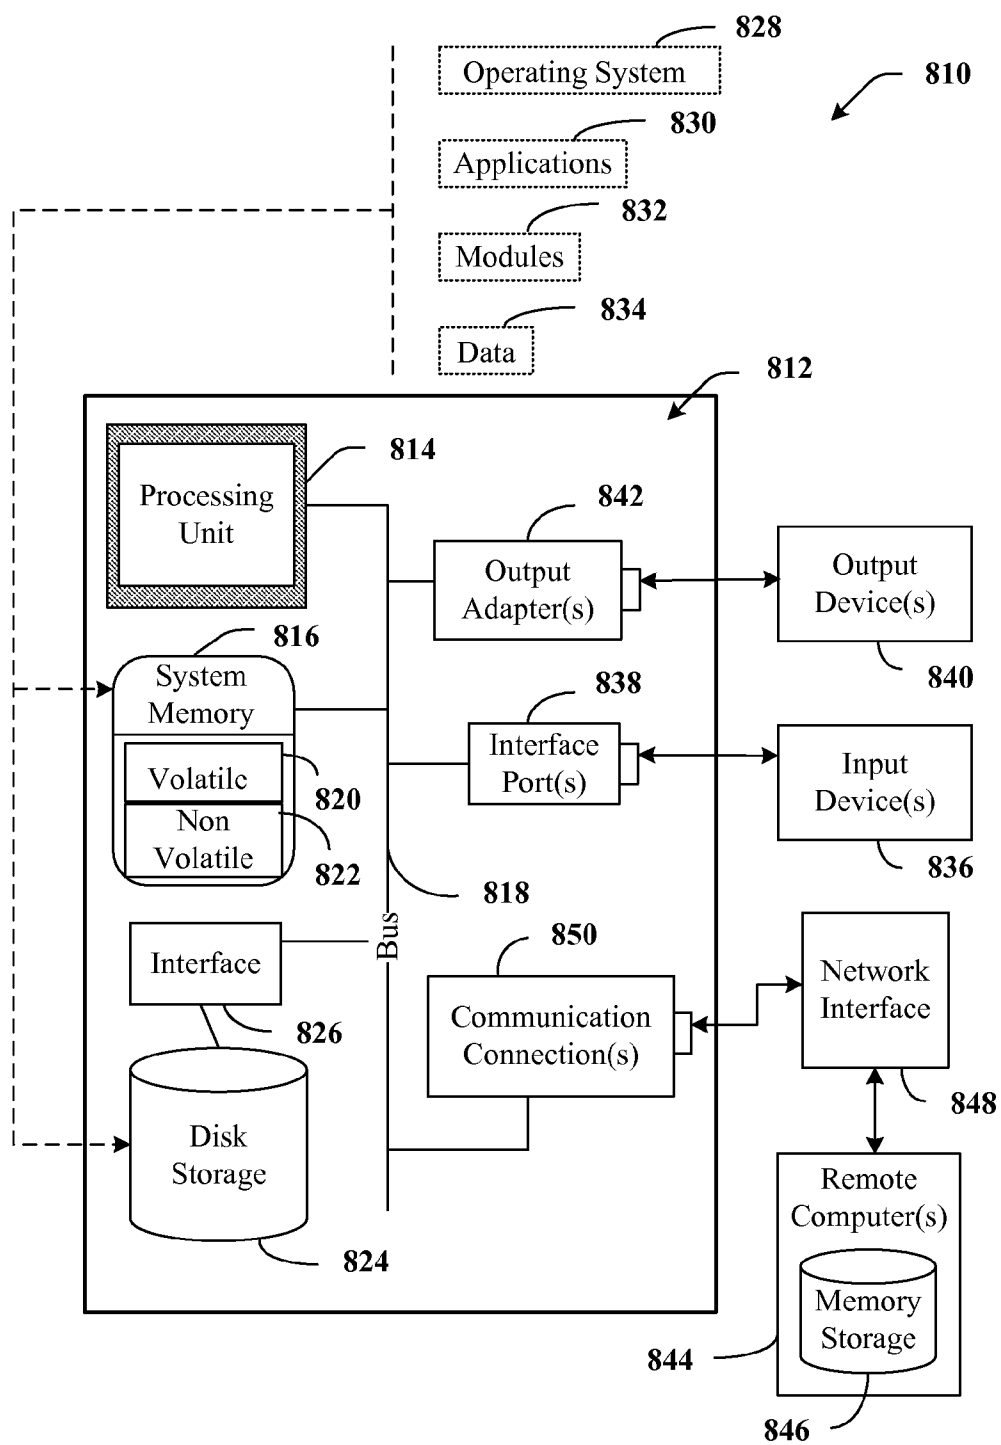 828
Operating System
810
830
Applications
832
Modules
834
Data
812
814
Processing
Unit
842
Output
Adapter(s)
Output
Device(s)
840
816
System
Memory
838
Interface
Port(s)
Input
Device(s)
836
Volatile
820
Non
Volatile
822
818
Bus
850
Interface
826
Communication
Connection(s)
Network
Interface
848
Disk
Storage
824
Remote
Computer(s)
Memory
Storage
844
846